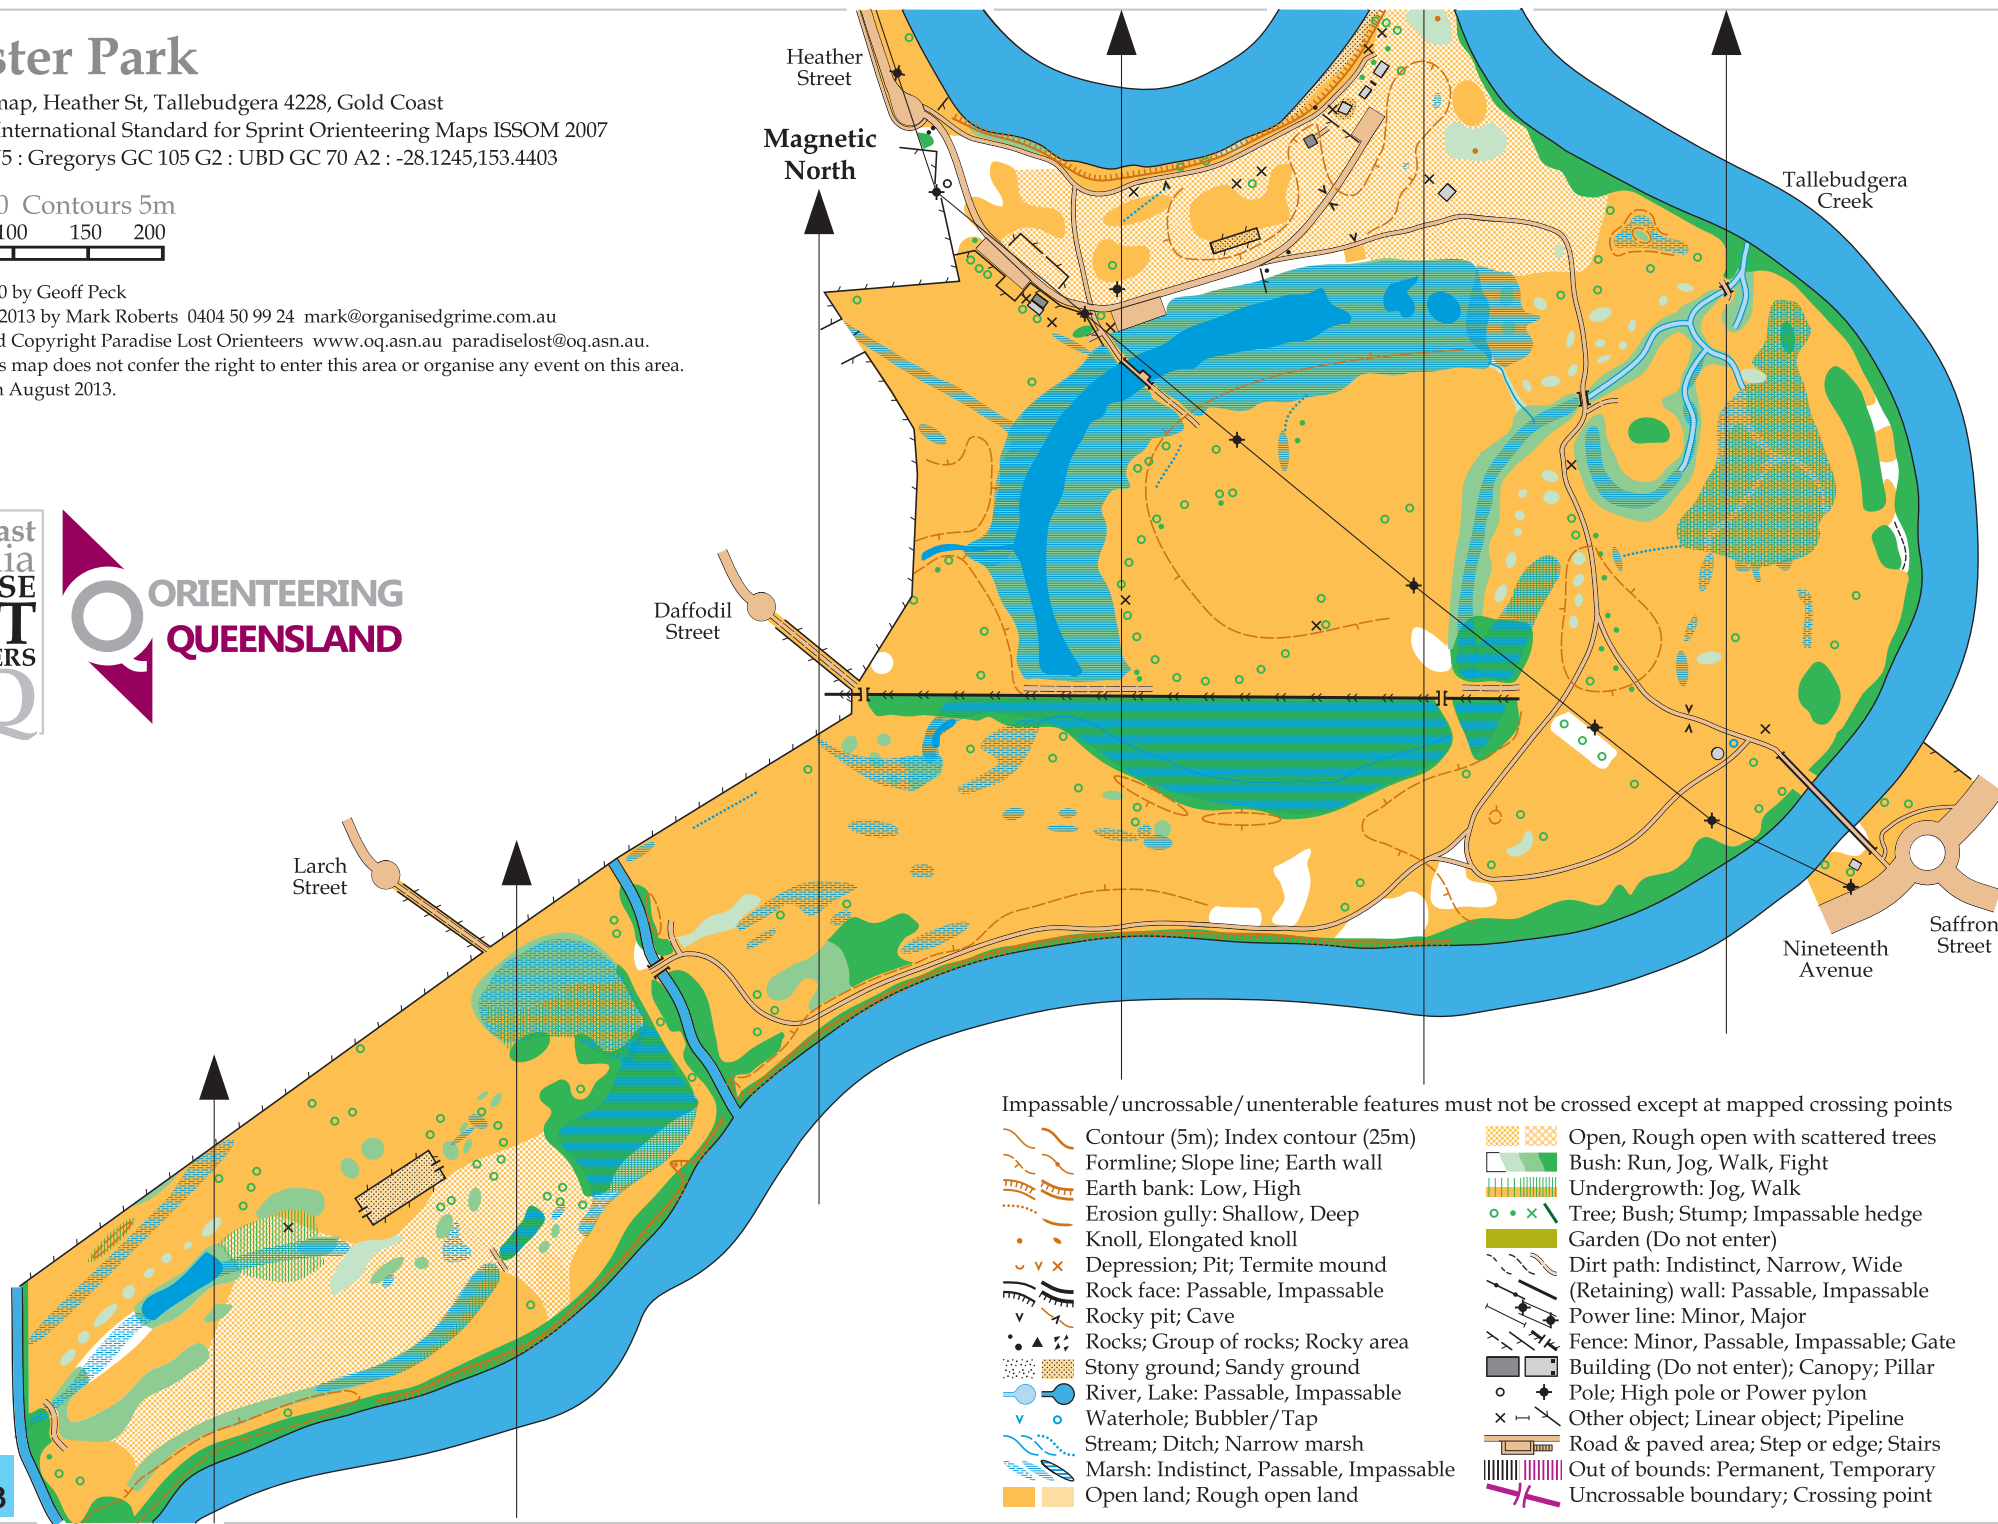 ster Park
map, Heather St, Tallebudgera 4228, Gold Coast
International Standard for Sprint Orienteering Maps ISSOM 2007
5 : Gregorys GC 105 G2 : UBD GC 70 A2 : -28.1245,153.4403
0 Contours 5m
100 150 200
0 by Geoff Peck
2013 by Mark Roberts 0404 50 99 24 mark@organisedgrime.com.au
d Copyright Paradise Lost Orienteers www.oq.asn.au paradiselost@oq.asn.au.
s map does not confer the right to enter this area or organise any event on this area.
n August 2013.
ast
ia
SE
T
ERS
Q
ORIENTEERING
QUEENSLAND
Heather
Street
Magnetic
North
Tallebudgera
Creek
Daffodil
Street
Larch
Street
Saffron
Street
Nineteenth
Avenue
3
Impassable/uncrossable/unenterable features must not be crossed except at mapped crossing points
Contour (5m); Index contour (25m)
Formline; Slope line; Earth wall
Earth bank: Low, High
Erosion gully: Shallow, Deep
Knoll, Elongated knoll
Depression; Pit; Termite mound
Rock face: Passable, Impassable
Rocky pit; Cave
Rocks; Group of rocks; Rocky area
Stony ground; Sandy ground
River, Lake: Passable, Impassable
Waterhole; Bubbler/Tap
Stream; Ditch; Narrow marsh
Marsh: Indistinct, Passable, Impassable
Open land; Rough open land
Open, Rough open with scattered trees
Bush: Run, Jog, Walk, Fight
Undergrowth: Jog, Walk
Tree; Bush; Stump; Impassable hedge
Garden (Do not enter)
Dirt path: Indistinct, Narrow, Wide
(Retaining) wall: Passable, Impassable
Power line: Minor, Major
Fence: Minor, Passable, Impassable; Gate
Building (Do not enter); Canopy; Pillar
Pole; High pole or Power pylon
Other object; Linear object; Pipeline
Road & paved area; Step or edge; Stairs
Out of bounds: Permanent, Temporary
Uncrossable boundary; Crossing point